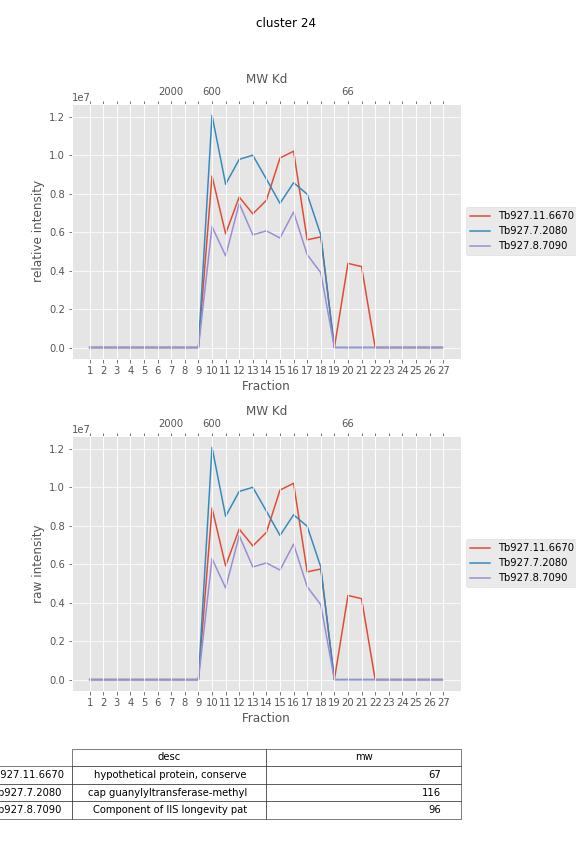 cluster 24
MW Kd
2000 600 66
1e7
1.2
1.0
0.8
0.6
0.4
0.2
0.0
relative intensity
1 2 3 4 5 6 7 8 9 10 11 12 13 14 15 16 17 18 19 20 21 22 23 24 25 26 27
Fraction
Tb927.11.6670
Tb927.7.2080
Tb927.8.7090
MW Kd
2000 600 66
1e7
1.2
1.0
0.8
0.6
0.4
0.2
0.0
raw intensity
1 2 3 4 5 6 7 8 9 10 11 12 13 14 15 16 17 18 19 20 21 22 23 24 25 26 27
Fraction
Tb927.11.6670
Tb927.7.2080
Tb927.8.7090
desc mw
927.11.6670 hypothetical protein, conserve 67
b927.7.2080 cap guanylyltransferase-methyl 116
b927.8.7090 Component of IIS longevity pat 96